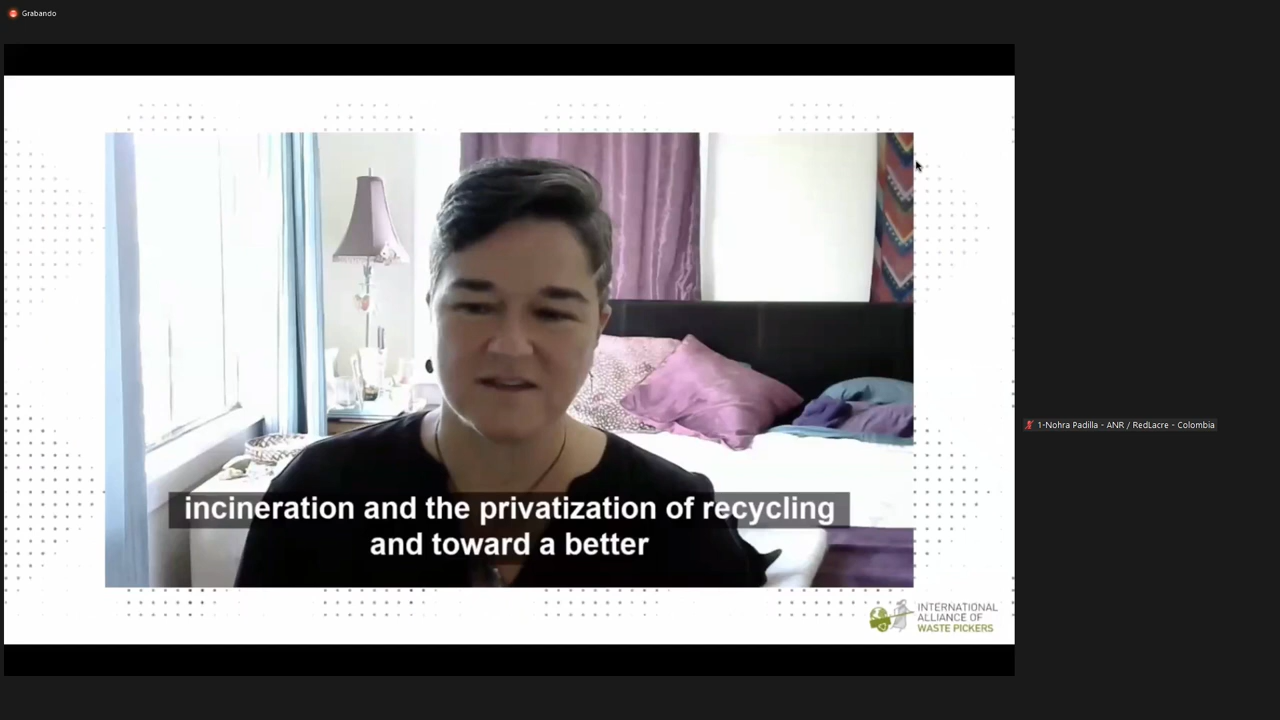 Grabando
incineration and the privatization of recycling
and toward a better
1-Nohra Padilla - ANR / RedLacre - Colombia
INTERNATIONAL
ALLIANCE OF
WASTE PICKERS